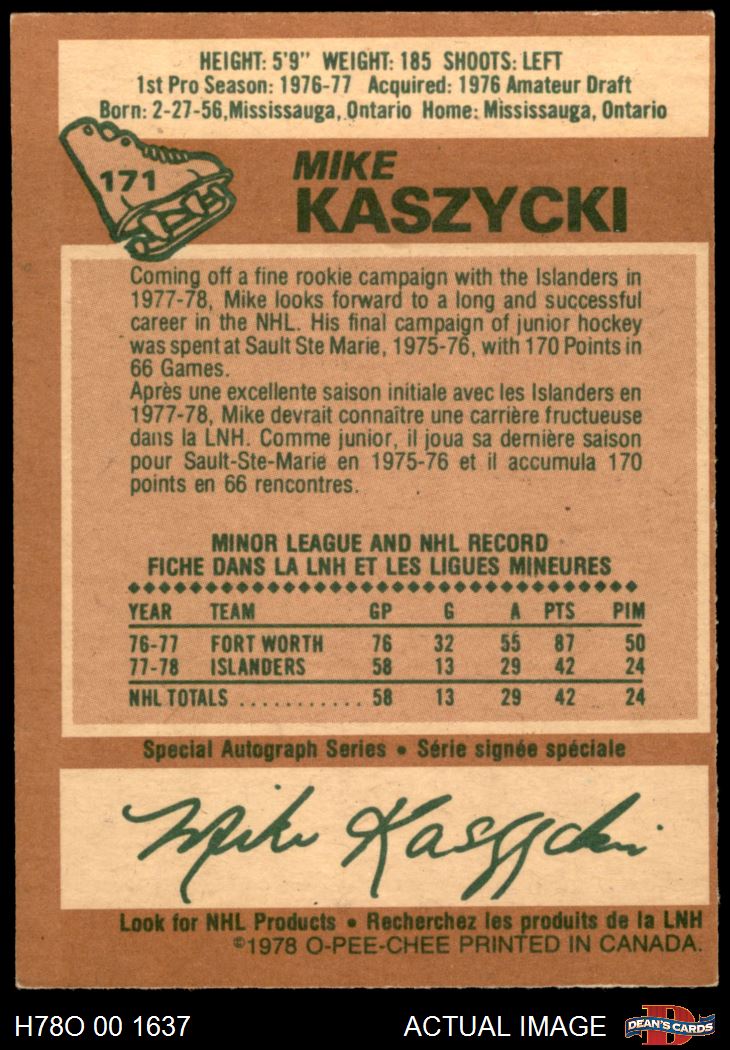 HEIGHT: 5'9" WEIGHT: 185 SHOOTS: LEFT
1st Pro Season: 1976-77 Acquired: 1976 Amateur Draft
Born: 2-27-56, Mississauga, Ontario Home: Mississauga, Ontario
171
MIKE
KASZYCKI
Coming off a fine rookie campaign with the Islanders in
1977-78, Mike looks forward to a long and successful
career in the NHL. His final campaign of junior hockey
was spent at Sault Ste Marie, 1975-76, with 170 Points in
66 Games.
Après une excellente saison initiale avec les Islanders en
1977-78, Mike devrait connaître une carrière fructueuse
dans la LNH. Comme junior, il joua sa dernière saison
pour Sault-Ste-Marie en 1975-76 et il accumula 170
points en 66 rencontres.
MINOR LEAGUE AND NHL RECORD
FICHE DANS LA LNH ET LES LIGUES MINEURES
YEAR TEAM GP G A PTS PIM
76-77 FORT WORTH 76 32 55 87 50
77-78 ISLANDERS 58 13 29 42 24
NHL TOTALS ........... 58 13 29 42 24
Special Autograph Series • Série signée spéciale
Mike Kaszycki
Look for NHL Products • Recherchez les produits de la LNH
©1978 O-PEE-CHEE PRINTED IN CANADA.
H78O 00 1637 ACTUAL IMAGE D DEAN'S CARDS